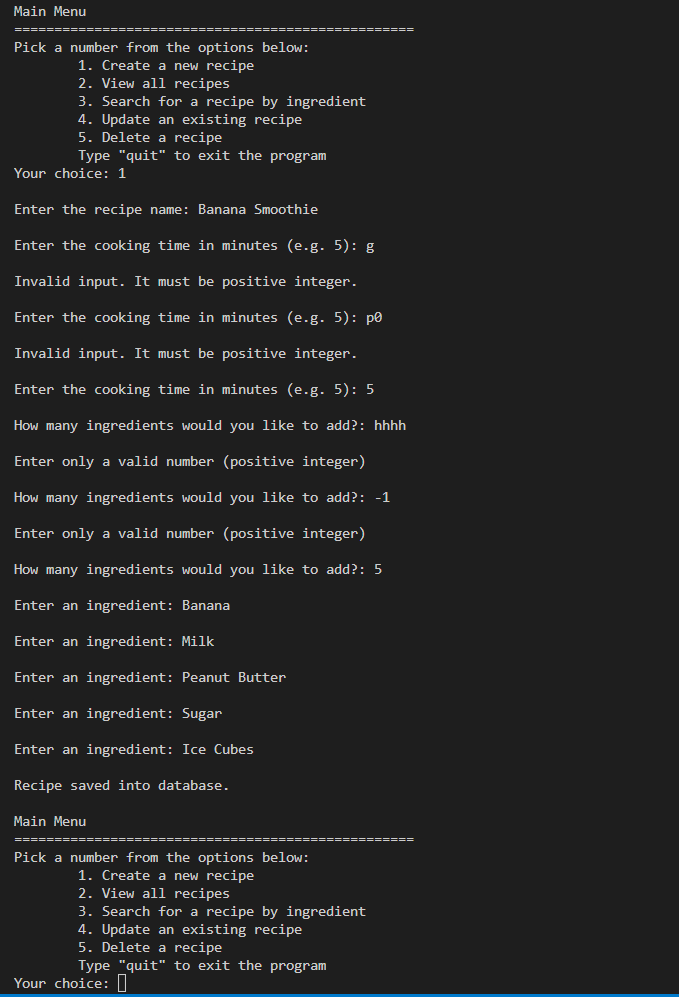 Main Menu
==================================================
Pick a number from the options below:
1. Create a new recipe
2. View all recipes
3. Search for a recipe by ingredient
4. Update an existing recipe
5. Delete a recipe
Type "quit" to exit the program
Your choice: 1
Enter the recipe name: Banana Smoothie
Enter the cooking time in minutes (e.g. 5): g
Invalid input. It must be positive integer.
Enter the cooking time in minutes (e.g. 5): p0
Invalid input. It must be positive integer.
Enter the cooking time in minutes (e.g. 5): 5
How many ingredients would you like to add?: hhhh
Enter only a valid number (positive integer)
How many ingredients would you like to add?: -1
Enter only a valid number (positive integer)
How many ingredients would you like to add?: 5
Enter an ingredient: Banana
Enter an ingredient: Milk
Enter an ingredient: Peanut Butter
Enter an ingredient: Sugar
Enter an ingredient: Ice Cubes
Recipe saved into database.
Main Menu
==================================================
Pick a number from the options below:
1. Create a new recipe
2. View all recipes
3. Search for a recipe by ingredient
4. Update an existing recipe
5. Delete a recipe
Type "quit" to exit the program
Your choice: